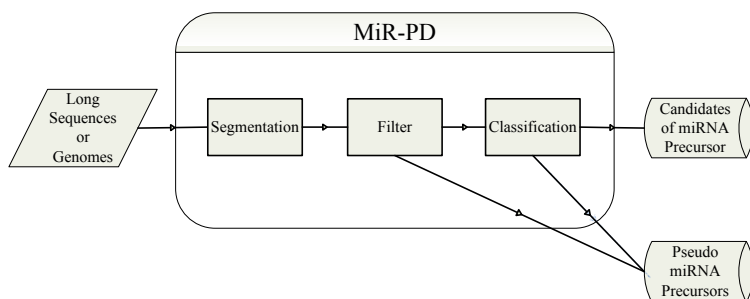 MiR-PD
Long
Sequences
or
Genomes
Segmentation
Filter
Classification
Candidates
of miRNA
Precursor
Pseudo
miRNA
Precursors